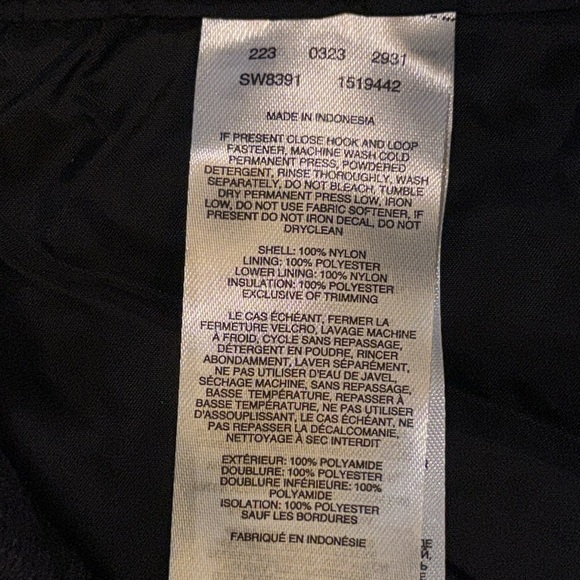 223 0323 2931
SW8391 1519442
MADE IN INDONESIA
IF PRESENT CLOSE HOOK AND LOOP
FASTENER, MACHINE WASH COLD
PERMANENT PRESS, POWDERED
DETERGENT, RINSE THOROUGHLY, WASH
SEPARATELY, DO NOT BLEACH, TUMBLE
DRY PERMANENT PRESS LOW, IRON
LOW, DO NOT USE FABRIC SOFTENER, IF
PRESENT DO NOT IRON DECAL, DO NOT
DRYCLEAN
SHELL: 100% NYLON
LINING: 100% POLYESTER
LOWER LINING: 100% NYLON
INSULATION: 100% POLYESTER
EXCLUSIVE OF TRIMMING
LE CAS ÉCHÉANT, FERMER LA
FERMETURE VELCRO, LAVAGE MACHINE
À FROID, CYCLE SANS REPASSAGE,
DÉTERGENT EN POUDRE, RINCER
ABONDAMMENT, LAVER SÉPARÉMENT,
NE PAS UTILISER D'EAU DE JAVEL,
SÉCHAGE MACHINE, SANS REPASSAGE,
BASSE TEMPÉRATURE, REPASSER À
BASSE TEMPÉRATURE, NE PAS UTILISER
D'ASSOUPLISSANT, LE CAS ÉCHÉANT, NE
PAS REPASSER LA DÉCALCOMANIE,
NETTOYAGE À SEC INTERDIT
EXTÉRIEUR: 100% POLYAMIDE
DOUBLURE: 100% POLYESTER
DOUBLURE INFÉRIEURE: 100%
POLYAMIDE
ISOLATION: 100% POLYESTER
SAUF LES BORDURES
FABRIQUÉ EN INDONÉSIE